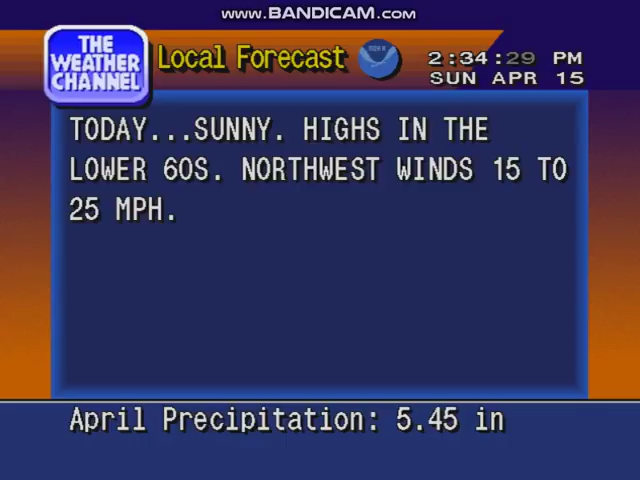 www.BANDICAM.com
THE
WEATHER
CHANNEL
Local Forecast
2:34:29 PM
SUN APR 15
TODAY...SUNNY. HIGHS IN THE
LOWER 60S. NORTHWEST WINDS 15 TO
25 MPH.
April Precipitation: 5.45 in